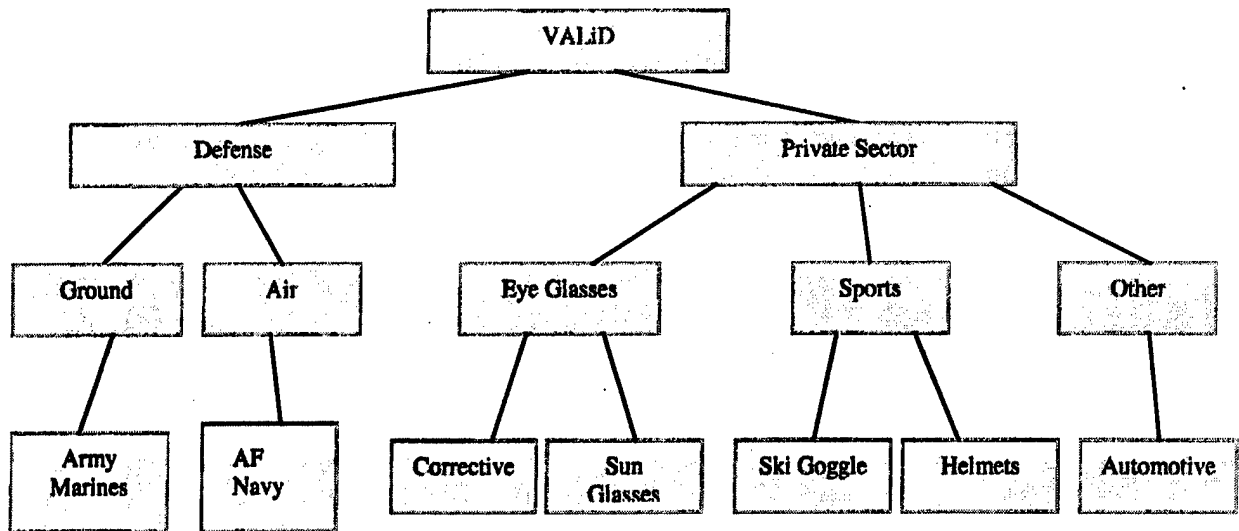 VALiD
Defense
Private Sector
Ground
Air
Eye Glasses
Sports
Other
Army
Marines
AF
Navy
Corrective
Sun
Glasses
Ski Goggle
Helmets
Automotive